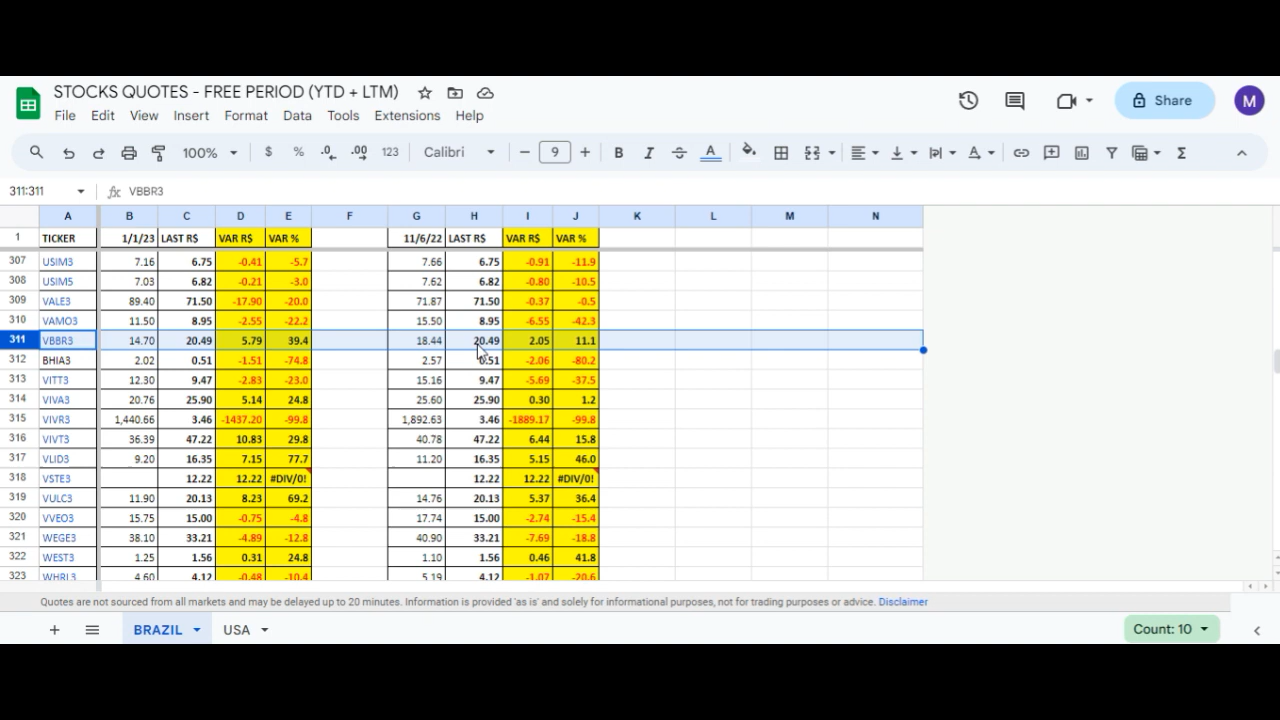 STOCKS QUOTES - FREE PERIOD (YTD + LTM)
M
Share
File Edit View Insert Format Data Tools Extensions Help
100% $ % .0 .00 123 Calibri - 9 + B I A Σ
311:311 fx VBBR3
A B C D E F G H I J K L M N
1 TICKER 1/1/23 LAST R$ VAR R$ VAR % 11/6/22 LAST R$ VAR R$ VAR %
307 USIM3 7.16 6.75 -0.41 -5.7 7.66 6.75 -0.91 -11.9
308 USIM5 7.03 6.82 -0.21 -3.0 7.62 6.82 -0.80 -10.5
309 VALE3 89.40 71.50 -17.90 -20.0 71.87 71.50 -0.37 -0.5
310 VAMO3 11.50 8.95 -2.55 -22.2 15.50 8.95 -6.55 -42.3
311 VBBR3 14.70 20.49 5.79 39.4 18.44 20.49 2.05 11.1
312 BHIA3 2.02 0.51 -1.51 -74.8 2.57 0.51 -2.06 -80.2
313 VITT3 12.30 9.47 -2.83 -23.0 15.16 9.47 -5.69 -37.5
314 VIVA3 20.76 25.90 5.14 24.8 25.60 25.90 0.30 1.2
315 VIVR3 1,440.66 3.46 -1437.20 -99.8 1,892.63 3.46 -1889.17 -99.8
316 VIVT3 36.39 47.22 10.83 29.8 40.78 47.22 6.44 15.8
317 VLID3 9.20 16.35 7.15 77.7 11.20 16.35 5.15 46.0
318 VSTE3 12.22 12.22 #DIV/0! 12.22 12.22 #DIV/0!
319 VULC3 11.90 20.13 8.23 69.2 14.76 20.13 5.37 36.4
320 VVEO3 15.75 15.00 -0.75 -4.8 17.74 15.00 -2.74 -15.4
321 WEGE3 38.10 33.21 -4.89 -12.8 40.90 33.21 -7.69 -18.8
322 WEST3 1.25 1.56 0.31 24.8 1.10 1.56 0.46 41.8
323 WHRL3 4.60 4.12 -0.48 -10.4 5.19 4.12 -1.07 -20.6
Quotes are not sourced from all markets and may be delayed up to 20 minutes. Information is provided 'as is' and solely for informational purposes, not for trading purposes or advice. Disclaimer
+ BRAZIL USA Count: 10